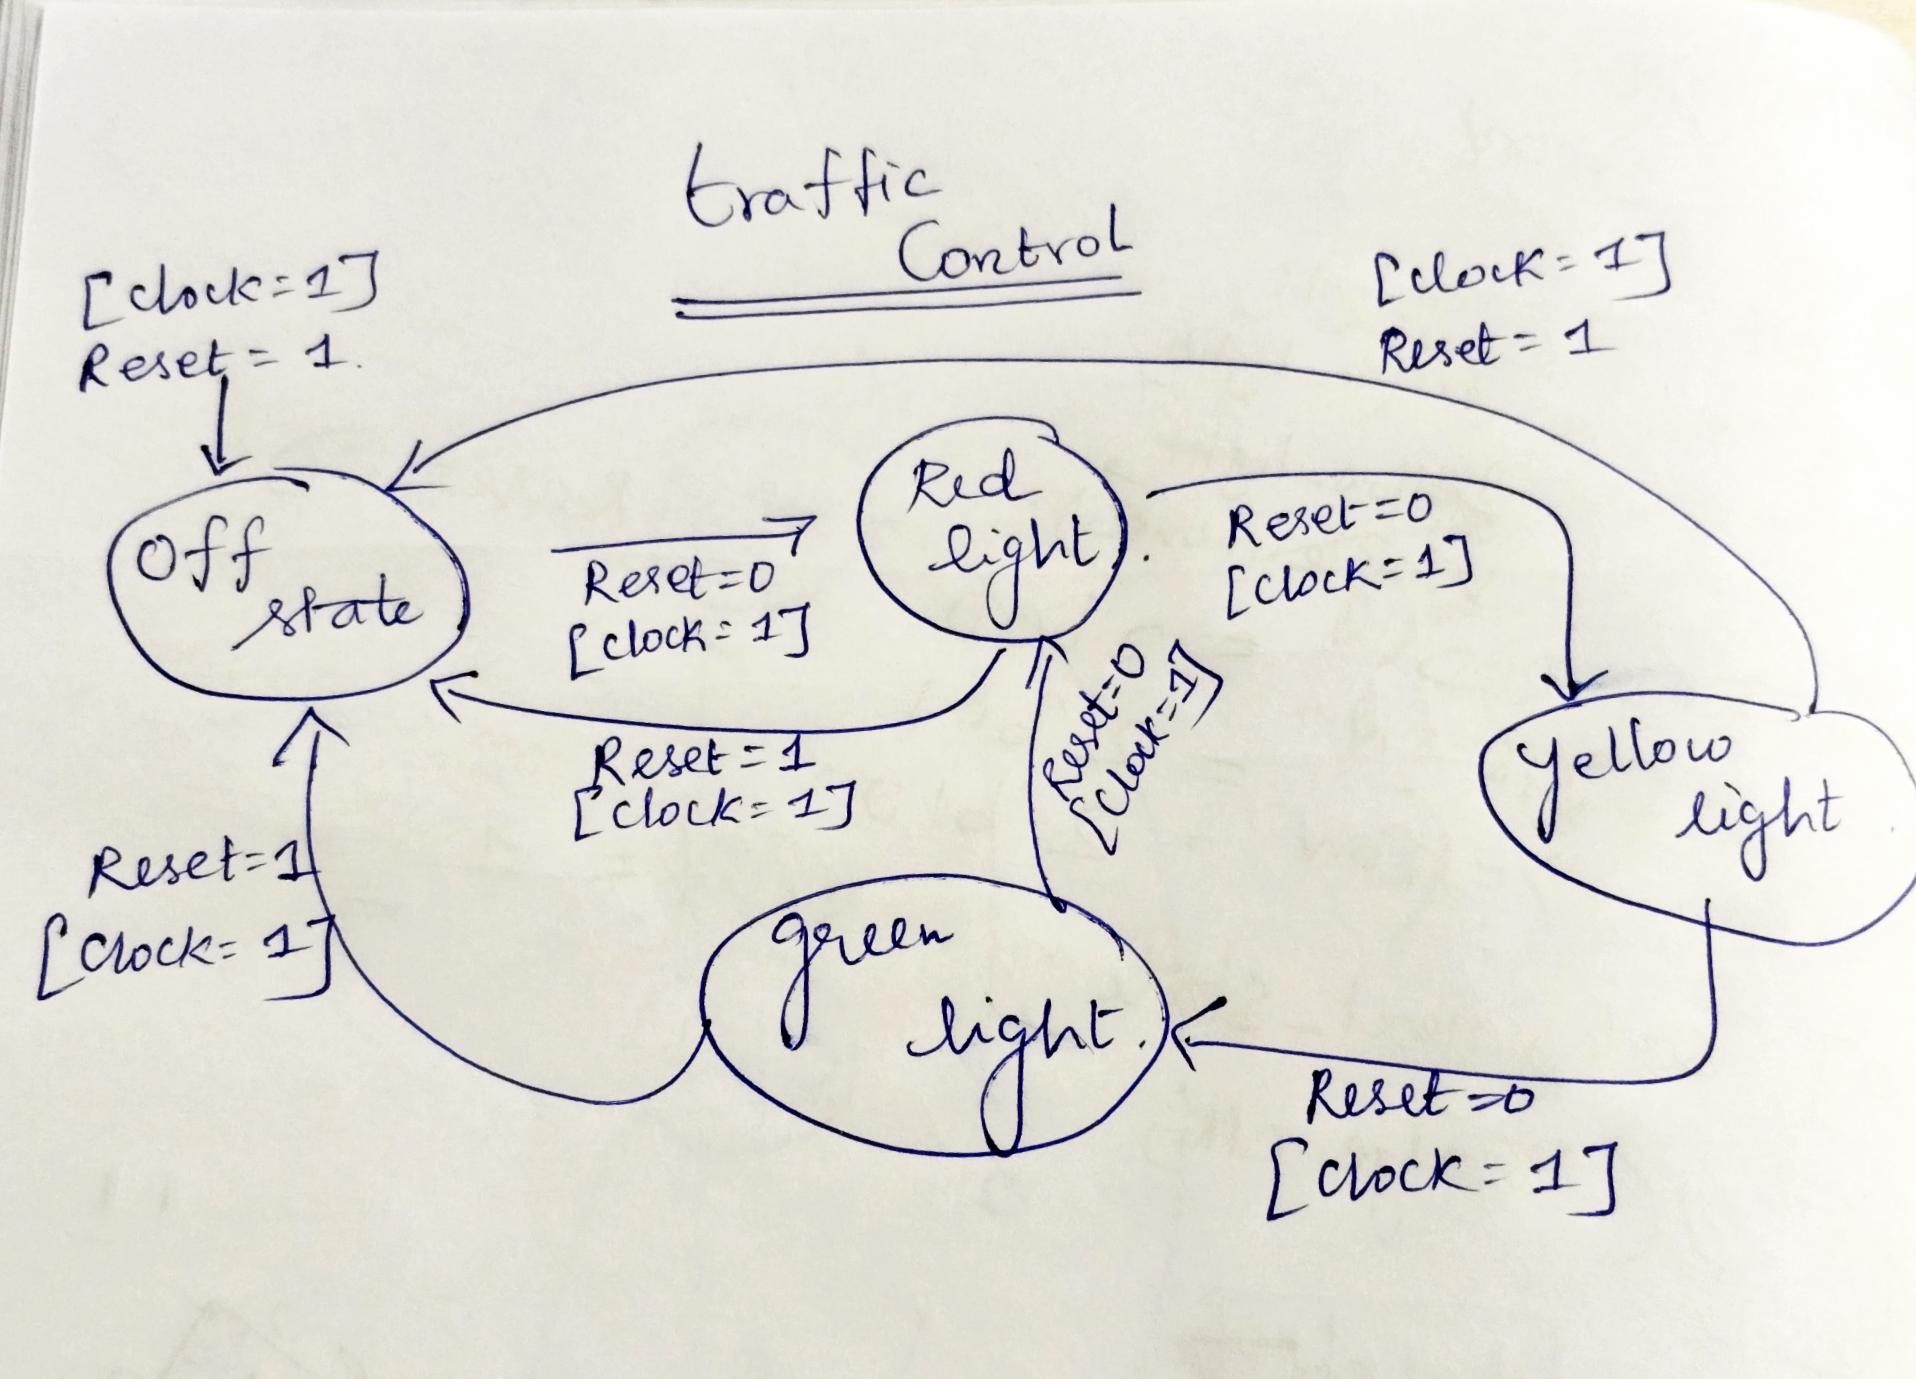 traffic
Control
[clock=1]
Reset=1.
[clock=1]
Reset=1
Off
state
Reset=0
[clock=1]
Red
light.
Reset=0
[clock=1]
Reset=1
[clock=1]
Reset=0
[clock=1]
Yellow
light.
Reset=1
[clock=1]
green
light.
Reset=0
[clock=1]